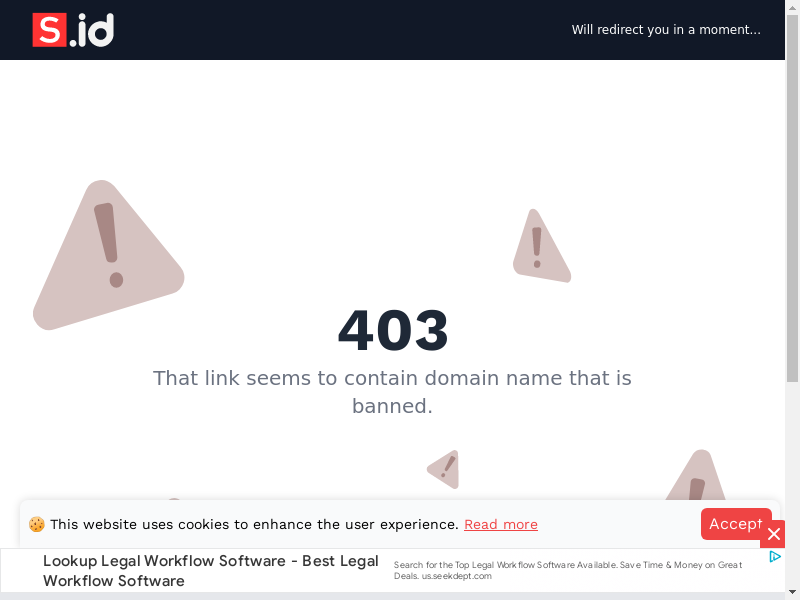 S.id
Will redirect you in a moment...
403
That link seems to contain domain name that is
banned.
🍪 This website uses cookies to enhance the user experience. Read more
Accept
Lookup Legal Workflow Software - Best Legal
Workflow Software
Search for the Top Legal Workflow Software Available. Save Time & Money on Great
Deals. us.seekdept.com